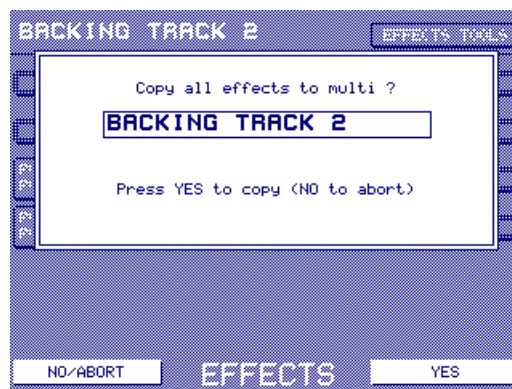 BACKING TRACK 2
EFFECTS TOOLS
Copy all effects to multi ?
BACKING TRACK 2
Press YES to copy (NO to abort)
NO/ABORT
EFFECTS
YES